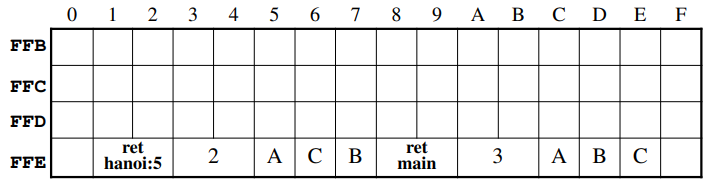 0 1 2 3 4 5 6 7 8 9 A B C D E F
FFB
FFC
FFD
FFE ret hanoi:5 2 A C B ret main 3 A B C